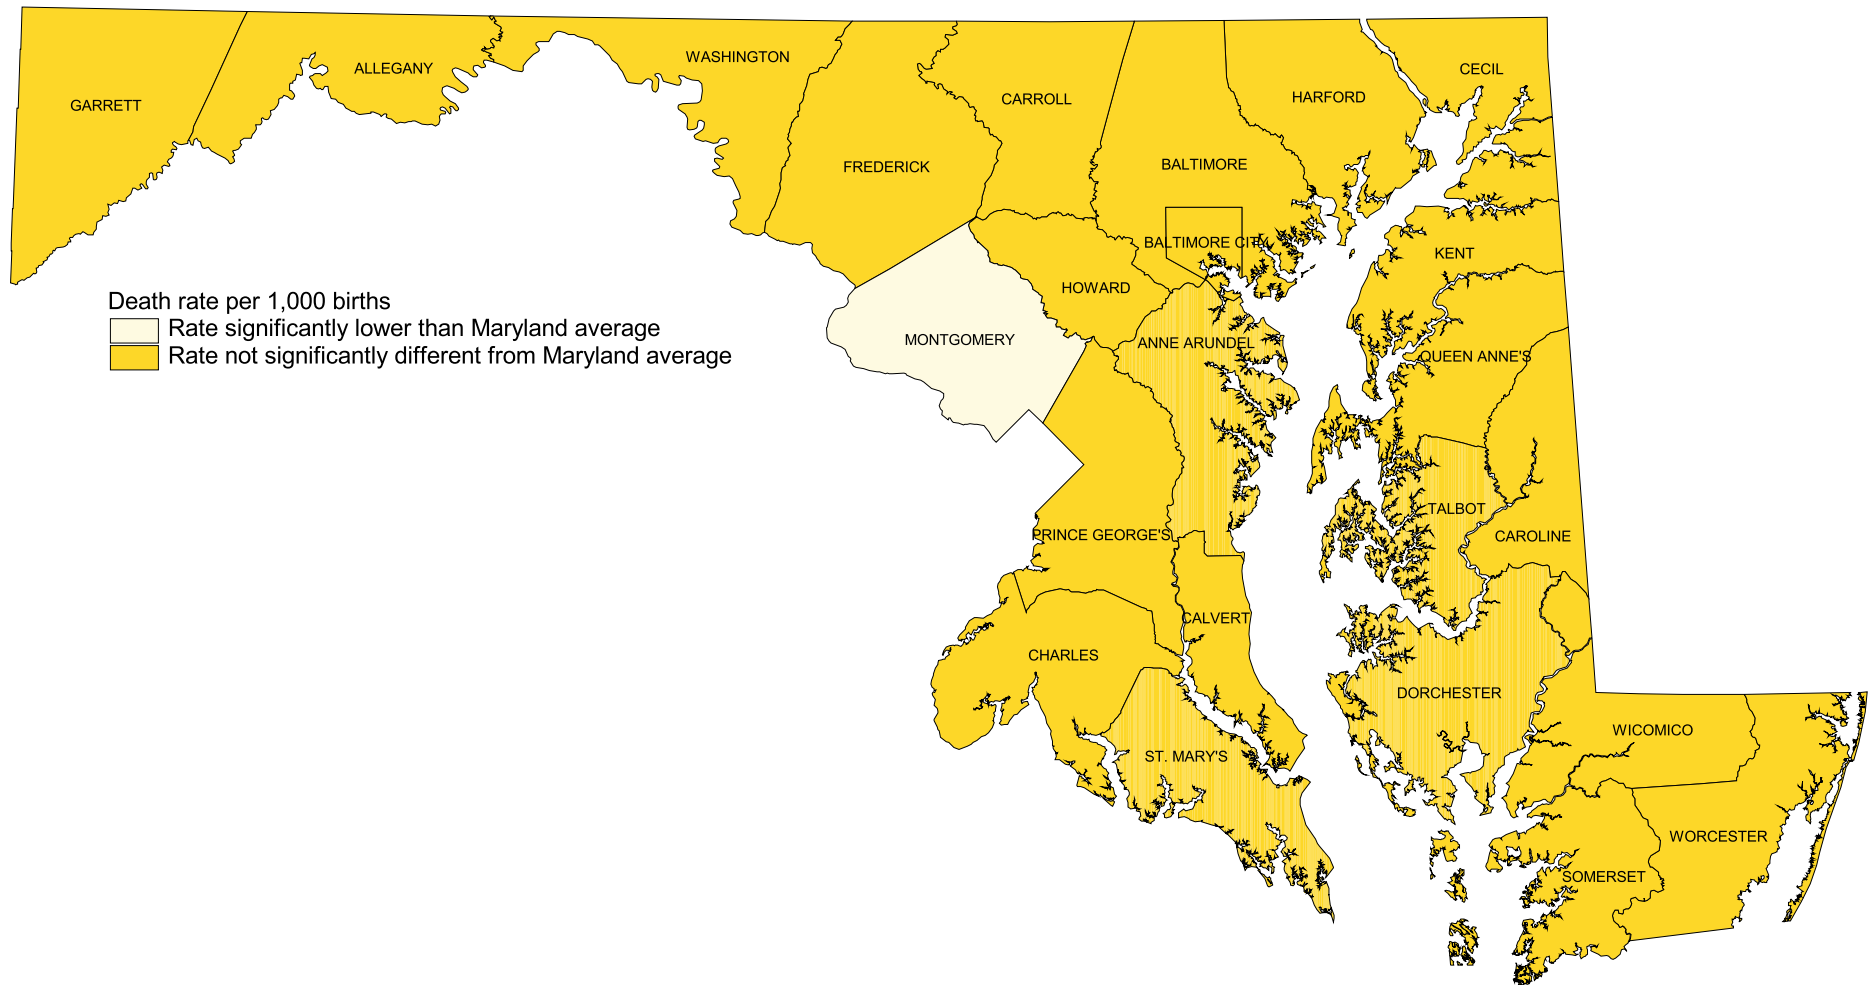 WASHINGTON
ALLEGANY
CECIL
GARRETT
CARROLL
HARFORD
FREDERICK
BALTIMORE
BALTIMORE CITY
KENT
HOWARD
Death rate per 1,000 births
Rate significantly lower than Maryland average
Rate not significantly different from Maryland average
MONTGOMERY
ANNE ARUNDEL
QUEEN ANNE'S
TALBOT
PRINCE GEORGE'S
CAROLINE
CALVERT
CHARLES
DORCHESTER
WICOMICO
ST. MARY'S
WORCESTER
SOMERSET